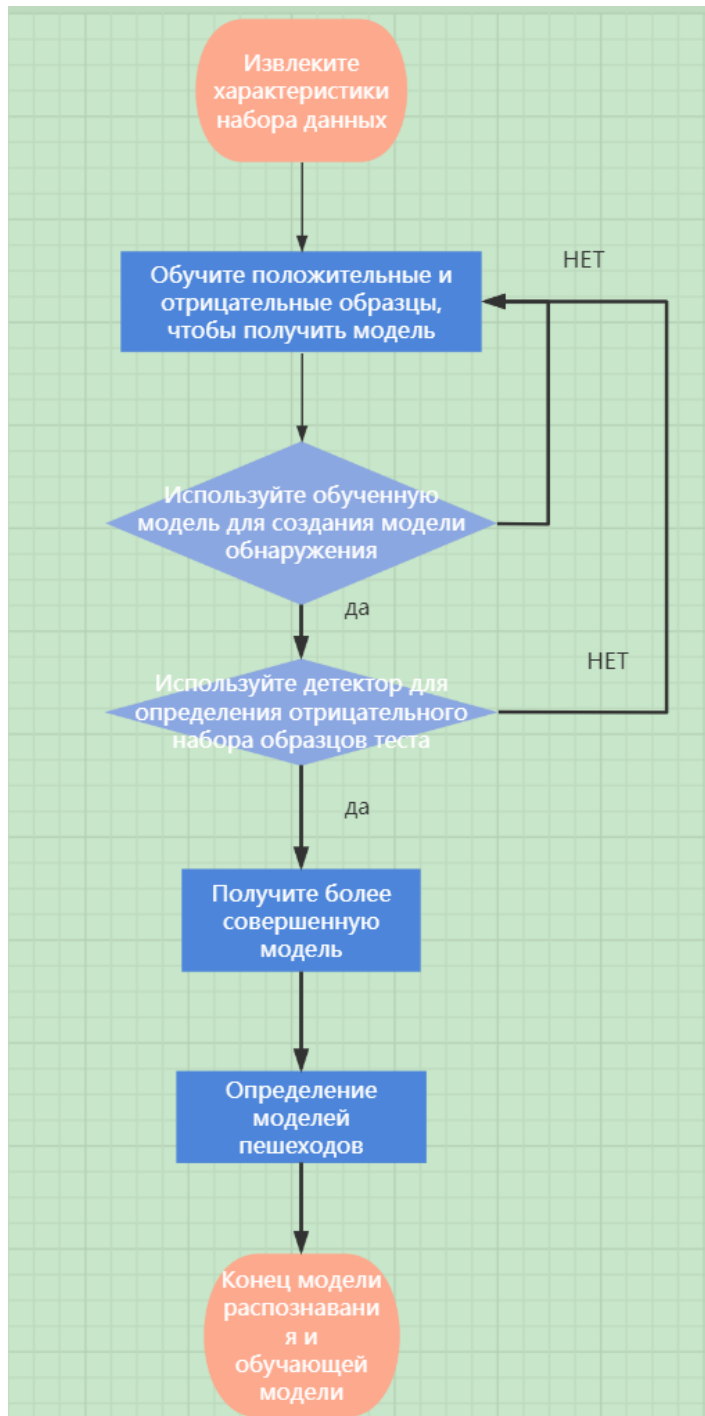 Извлеките
характеристики
набора данных
НЕТ
Обучите положительные и
отрицательные образцы,
чтобы получить модель
Используйте обученную
модель для создания модели
обнаружения
да
НЕТ
Используйте детектор для
определения отрицательного
набора образцов теста
да
Получите более
совершенную
модель
Определение
моделей
пешеходов
Конец модели
распознавани
я и
обучающей
модели